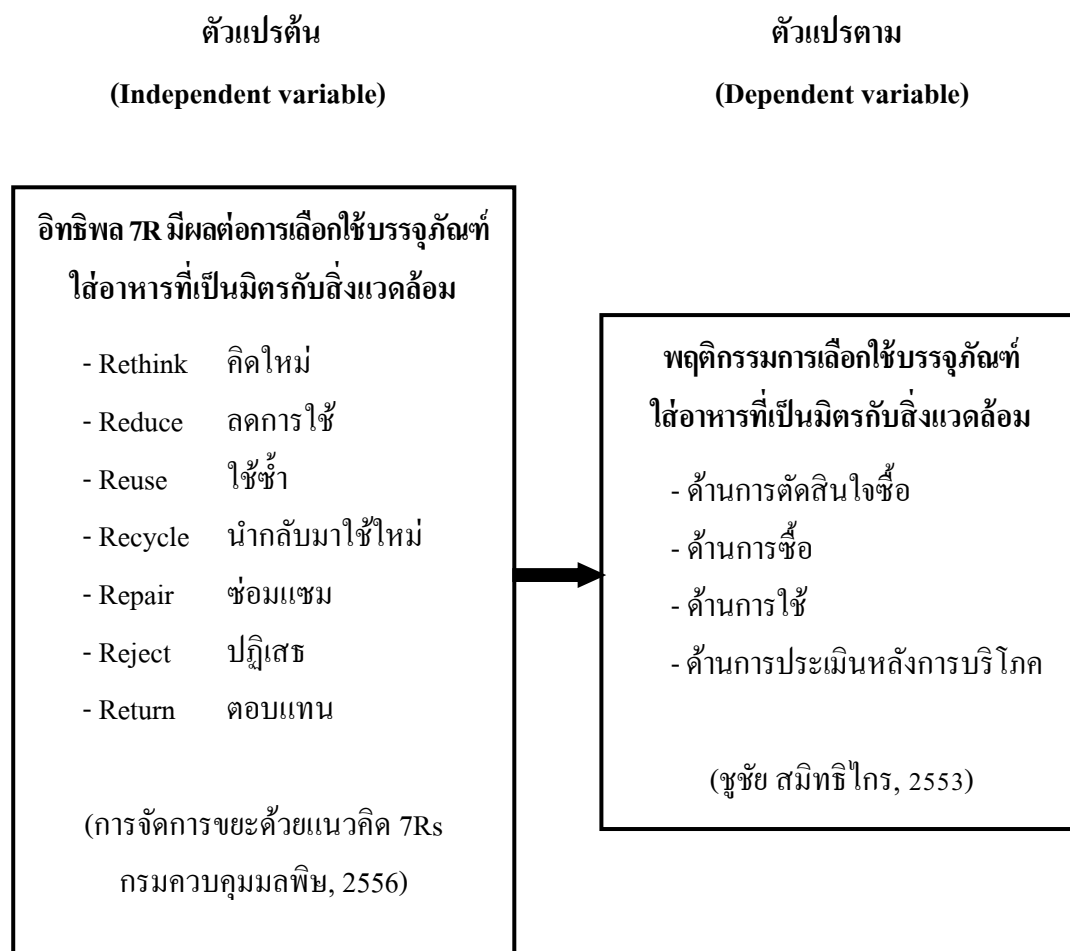 ตัวแปรต้น
(Independent variable)
ตัวแปรตาม
(Dependent variable)
อิทธิพล 7R มีผลต่อการเลือกใช้บรรจุภัณฑ์
ใส่อาหารที่เป็นมิตรกับสิ่งแวดล้อม
- Rethink คิดใหม่
- Reduce ลดการใช้
- Reuse ใช้ซ้ำ
- Recycle นำกลับมาใช้ใหม่
- Repair ซ่อมแซม
- Reject ปฏิเสธ
- Return ตอบแทน
(การจัดการขยะด้วยแนวคิด 7Rs
กรมควบคุมมลพิษ, 2556)
พฤติกรรมการเลือกใช้บรรจุภัณฑ์
ใส่อาหารที่เป็นมิตรกับสิ่งแวดล้อม
- ด้านการตัดสินใจซื้อ
- ด้านการซื้อ
- ด้านการใช้
- ด้านการประเมินหลังการบริโภค
(ชูชัย สมิทธิไกร, 2553)